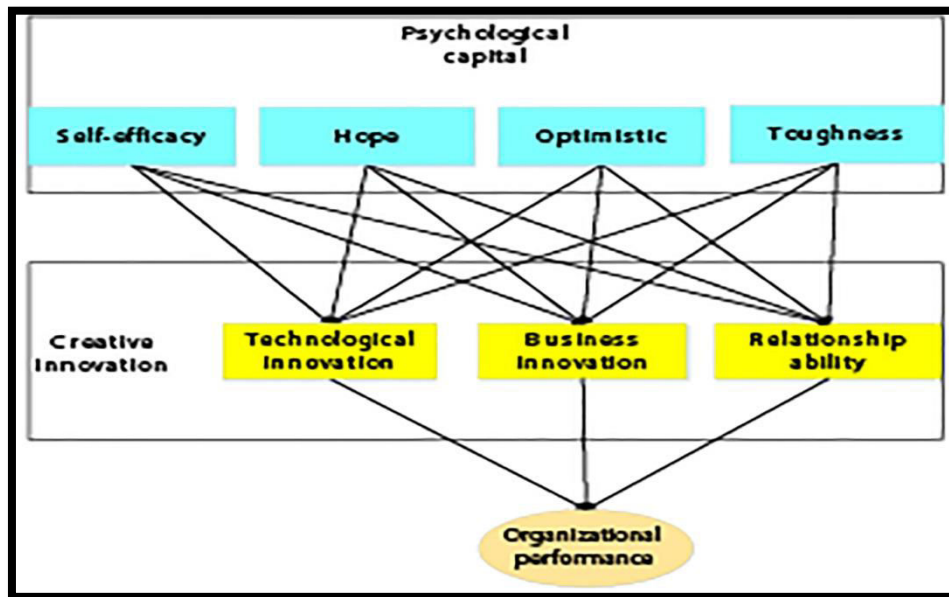 Psychological
capital
Self-efficacy
Hope
Optimistic
Toughness
Creative
innovation
Technological
innovation
Business
innovation
Relationship
ability
Organizational
performance